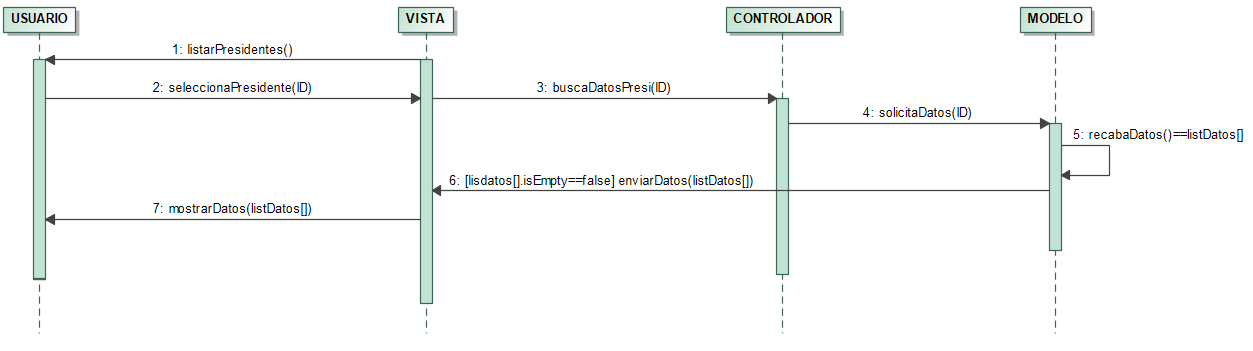 USUARIO
VISTA
CONTROLADOR
MODELO
1: listarPresidentes()
2: seleccionaPresidente(ID)
3: buscaDatosPresi(ID)
4: solicitaDatos(ID)
5: recabaDatos()==listDatos[]
6: [lisdatos[].isEmpty==false] enviarDatos(listDatos[])
7: mostrarDatos(listDatos[])